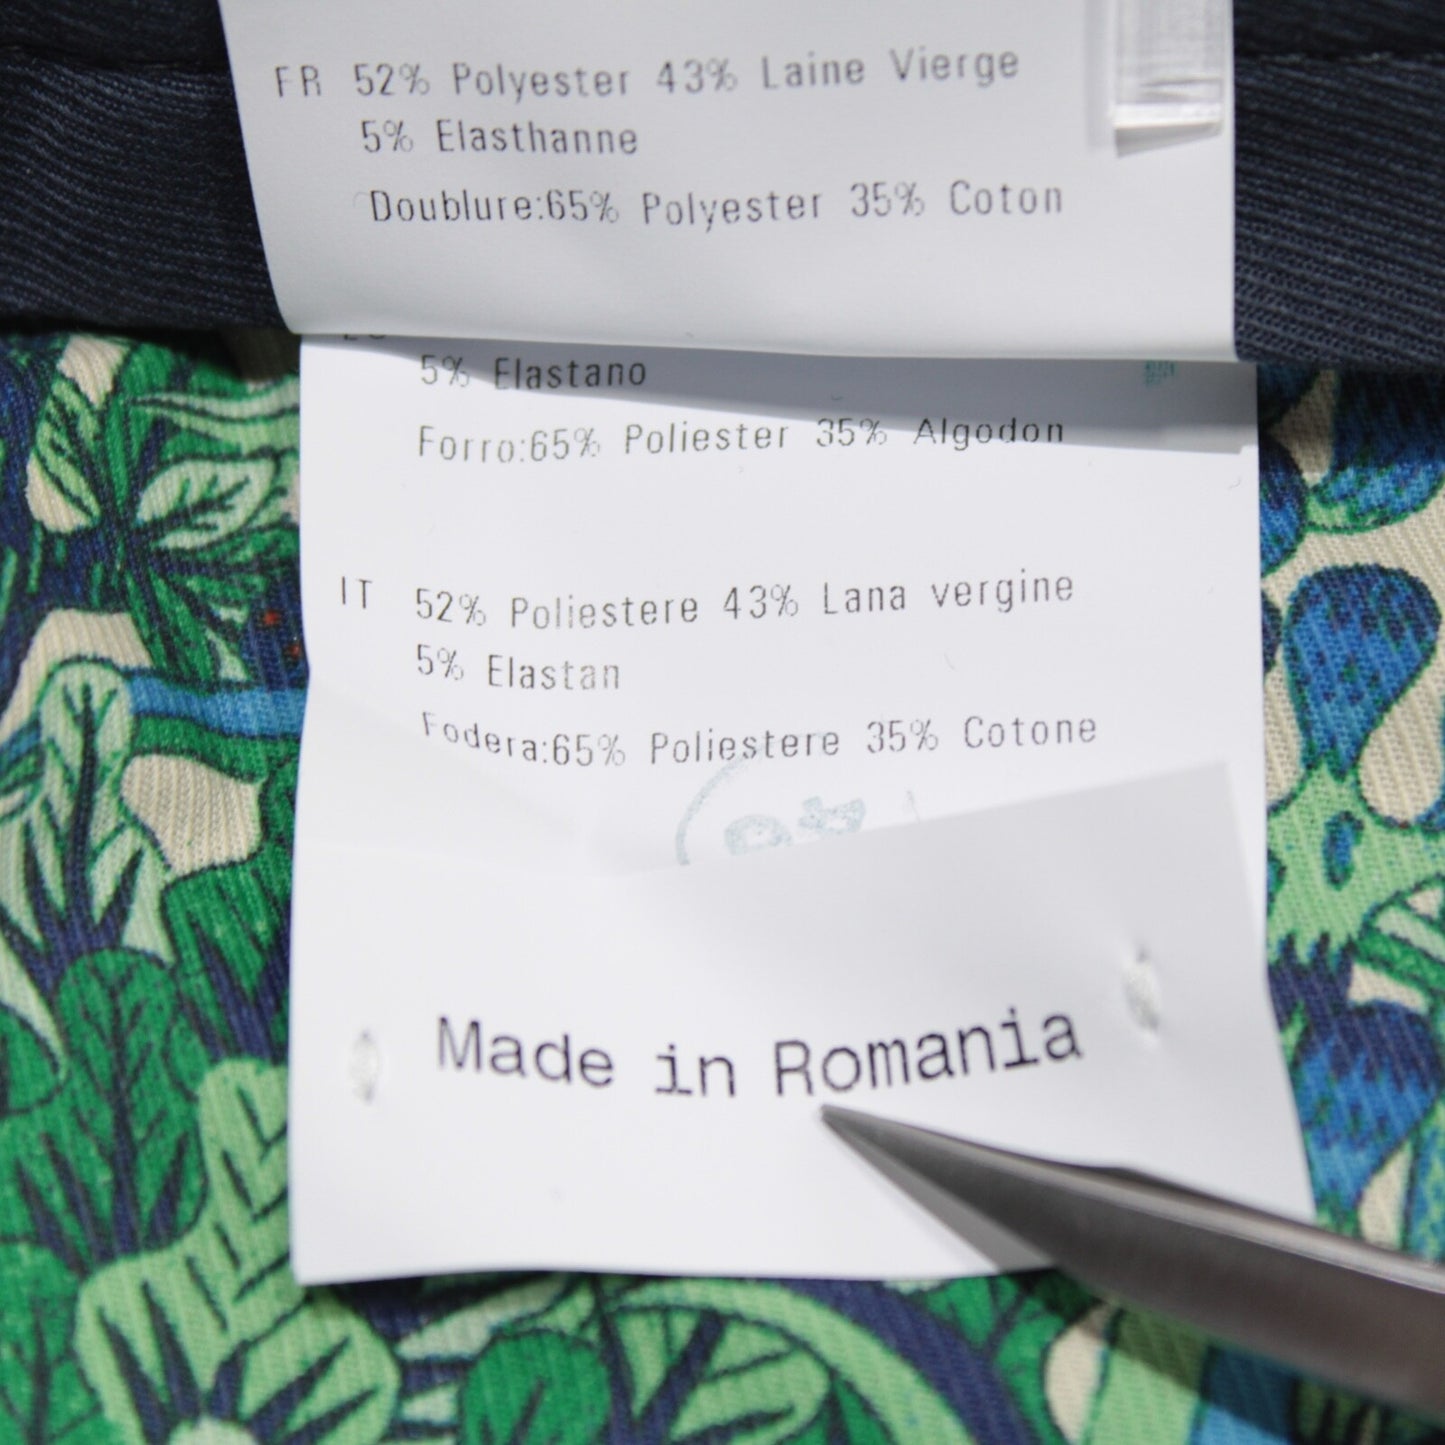 FR 52% Polyester 43% Laine Vierge
5% Elasthanne
Doublure:65% Polyester 35% Coton
5% Elastano
Forro:65% Poliester 35% Algodon
IT 52% Poliestere 43% Lana vergine
5% Elastan
Fodera:65% Poliestere 35% Cotone
Made in Romania